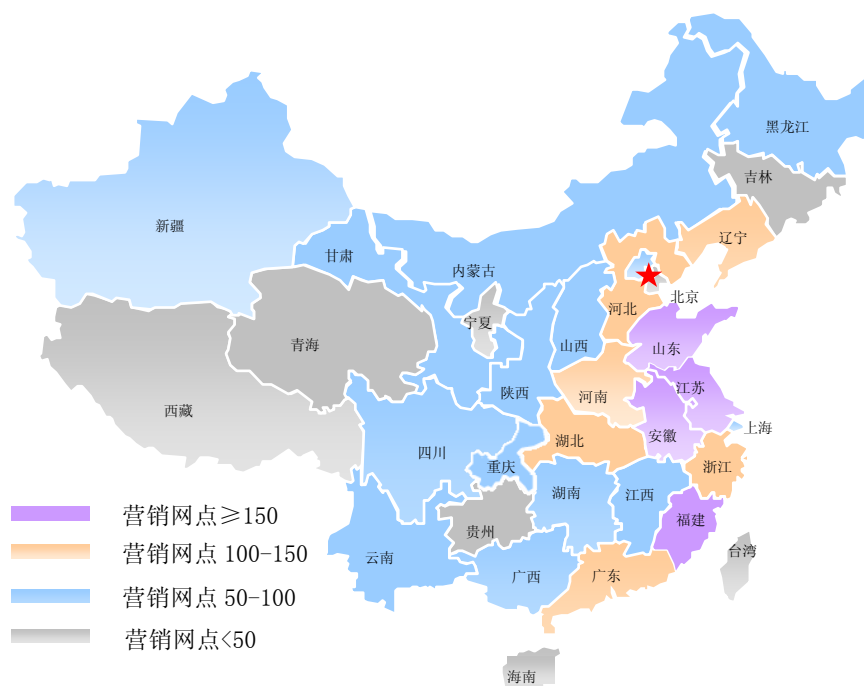 黑龙江
吉林
辽宁
新疆
甘肃
内蒙古
北京
河北
宁夏
山西
山东
青海
陕西
河南
江苏
西藏
上海
安徽
湖北
四川
重庆
浙江
湖南
江西
贵州
福建
云南
广西
广东
台湾
海南
营销网点≥150
营销网点 100-150
营销网点 50-100
营销网点<50